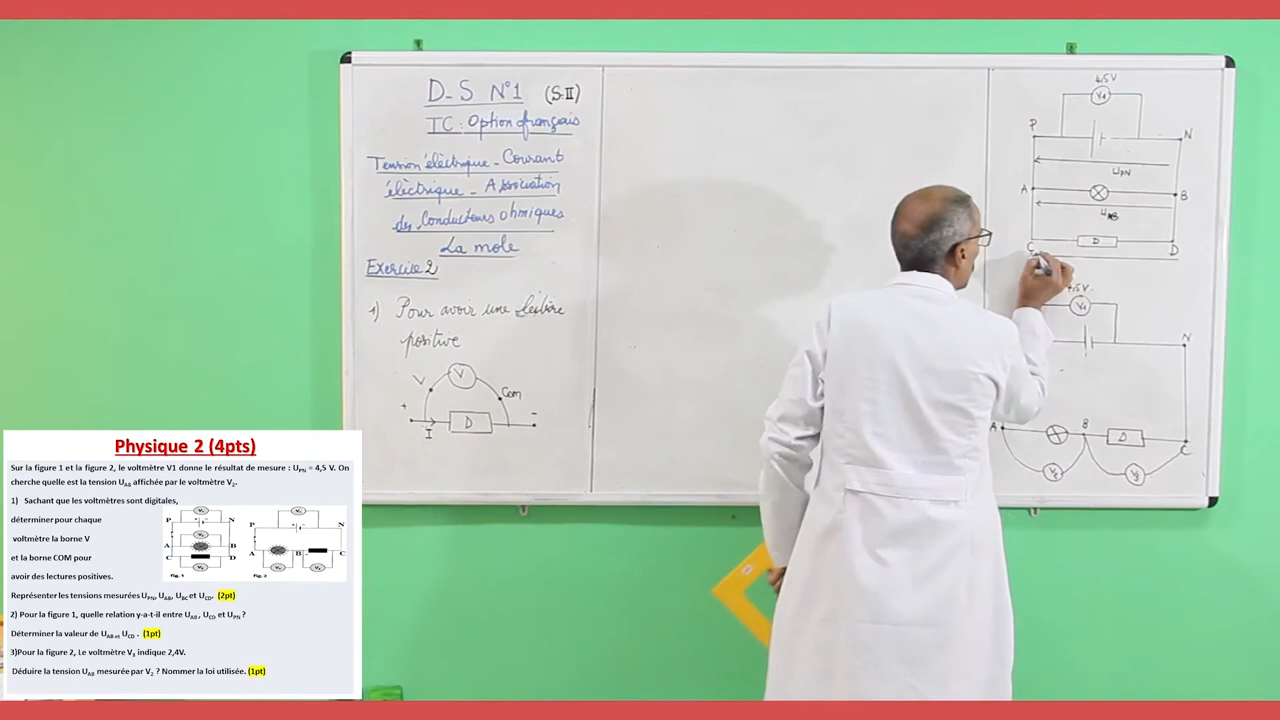 D-S N°1 (S-II)
TC : Option français
Tension électrique - Courant
électrique - Association
des Conducteurs ohmiques
La mole
Exercice 2
1) Pour avoir une lecture
positive
V
V
Com
+
-
D
I
4,5V
V1
P
N
UPN
A
B
UAB
C
D
D
4,5V
V1
N
A
B
D
C
V2
V3
Physique 2 (4pts)
Sur la figure 1 et la figure 2, le voltmètre V1 donne le résultat de mesure : UPN = 4,5 V. On
cherche quelle est la tension UAB affichée par le voltmètre V2.
1) Sachant que les voltmètres sont digitales,
déterminer pour chaque
voltmètre la borne V
et la borne COM pour
avoir des lectures positives.
P
N
A
B
C
D
Fig. 1
P
N
A
B
C
Fig. 2
Représenter les tensions mesurées UPN, UAB, UBC et UCD. (2pt)
2) Pour la figure 1, quelle relation y-a-t-il entre UAB, UCD et UPN ?
Déterminer la valeur de UAB et UCD . (1pt)
3)Pour la figure 2, Le voltmètre V3 indique 2,4V.
Déduire la tension UAB mesurée par V2 ? Nommer la loi utilisée. (1pt)